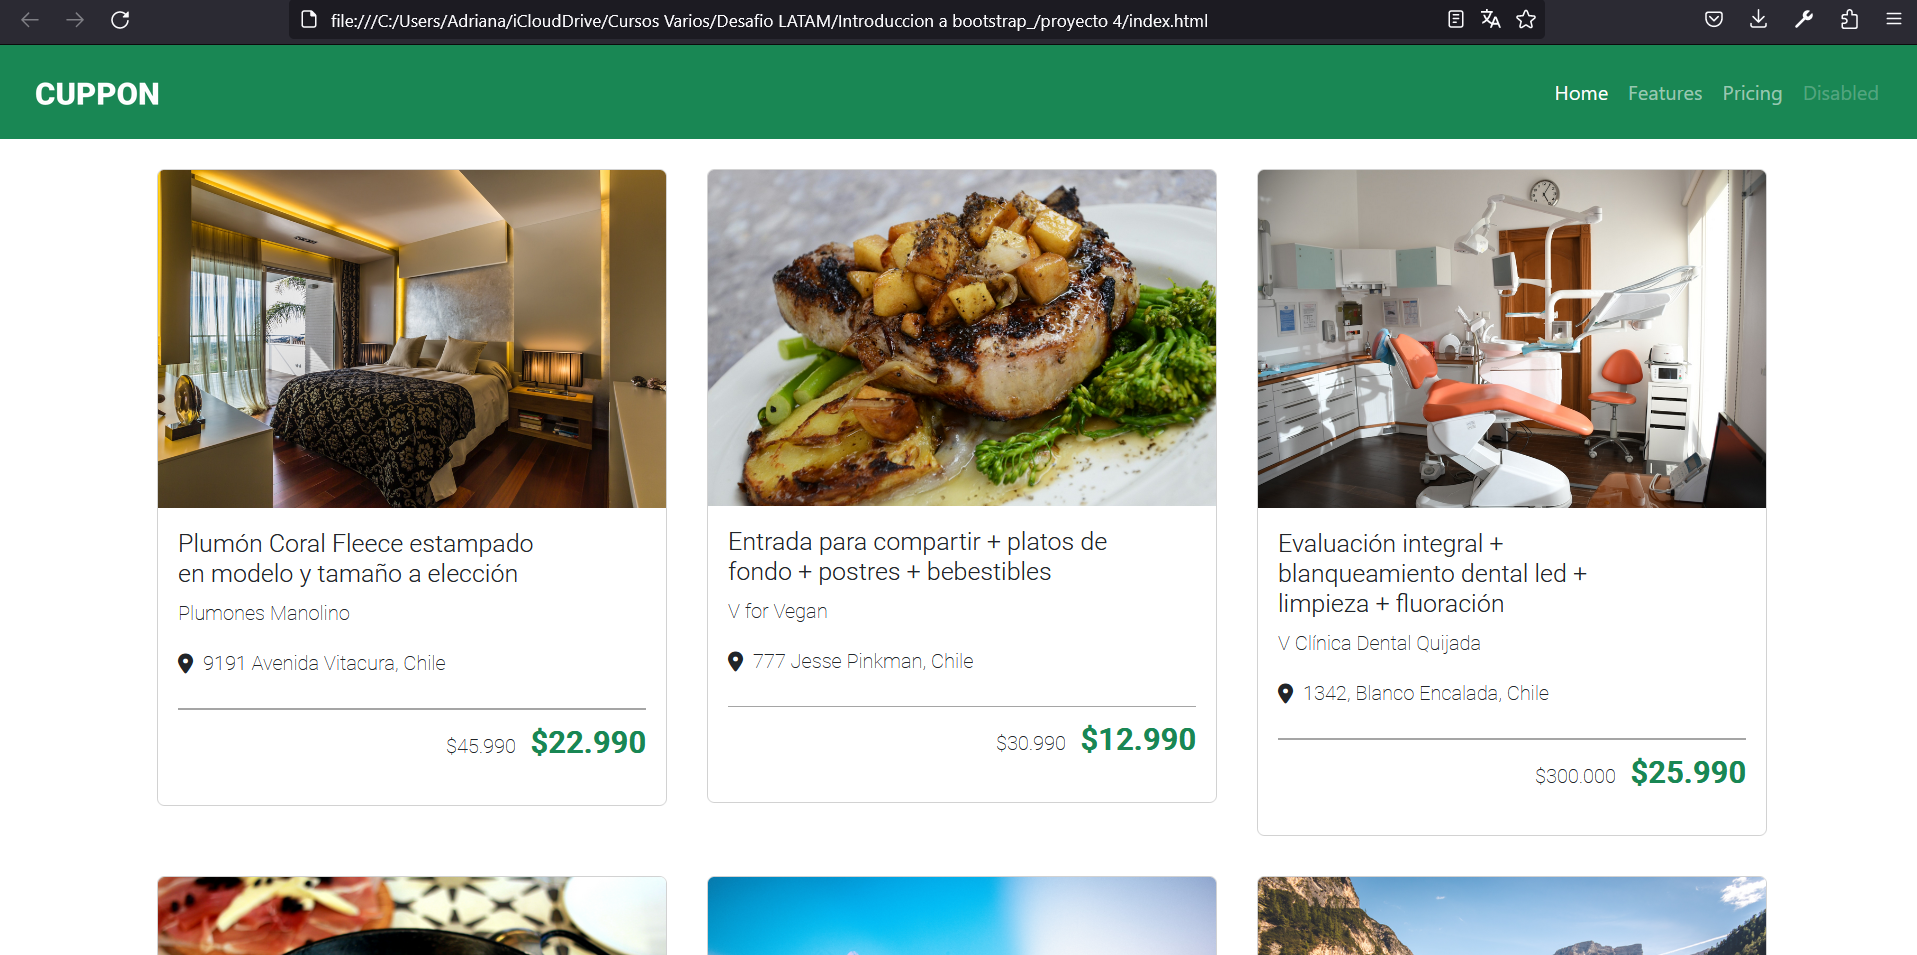 file:///C:/Users/Adriana/iCloudDrive/Cursos Varios/Desafio LATAM/Introduccion a bootstrap_/proyecto 4/index.html
CUPPON
Home Features Pricing Disabled
Plumón Coral Fleece estampado
en modelo y tamaño a elección
Plumones Manolino
9191 Avenida Vitacura, Chile
$45.990 $22.990
Entrada para compartir + platos de
fondo + postres + bebestibles
V for Vegan
777 Jesse Pinkman, Chile
$30.990 $12.990
Evaluación integral +
blanqueamiento dental led +
limpieza + fluoración
V Clínica Dental Quijada
1342, Blanco Encalada, Chile
$300.000 $25.990